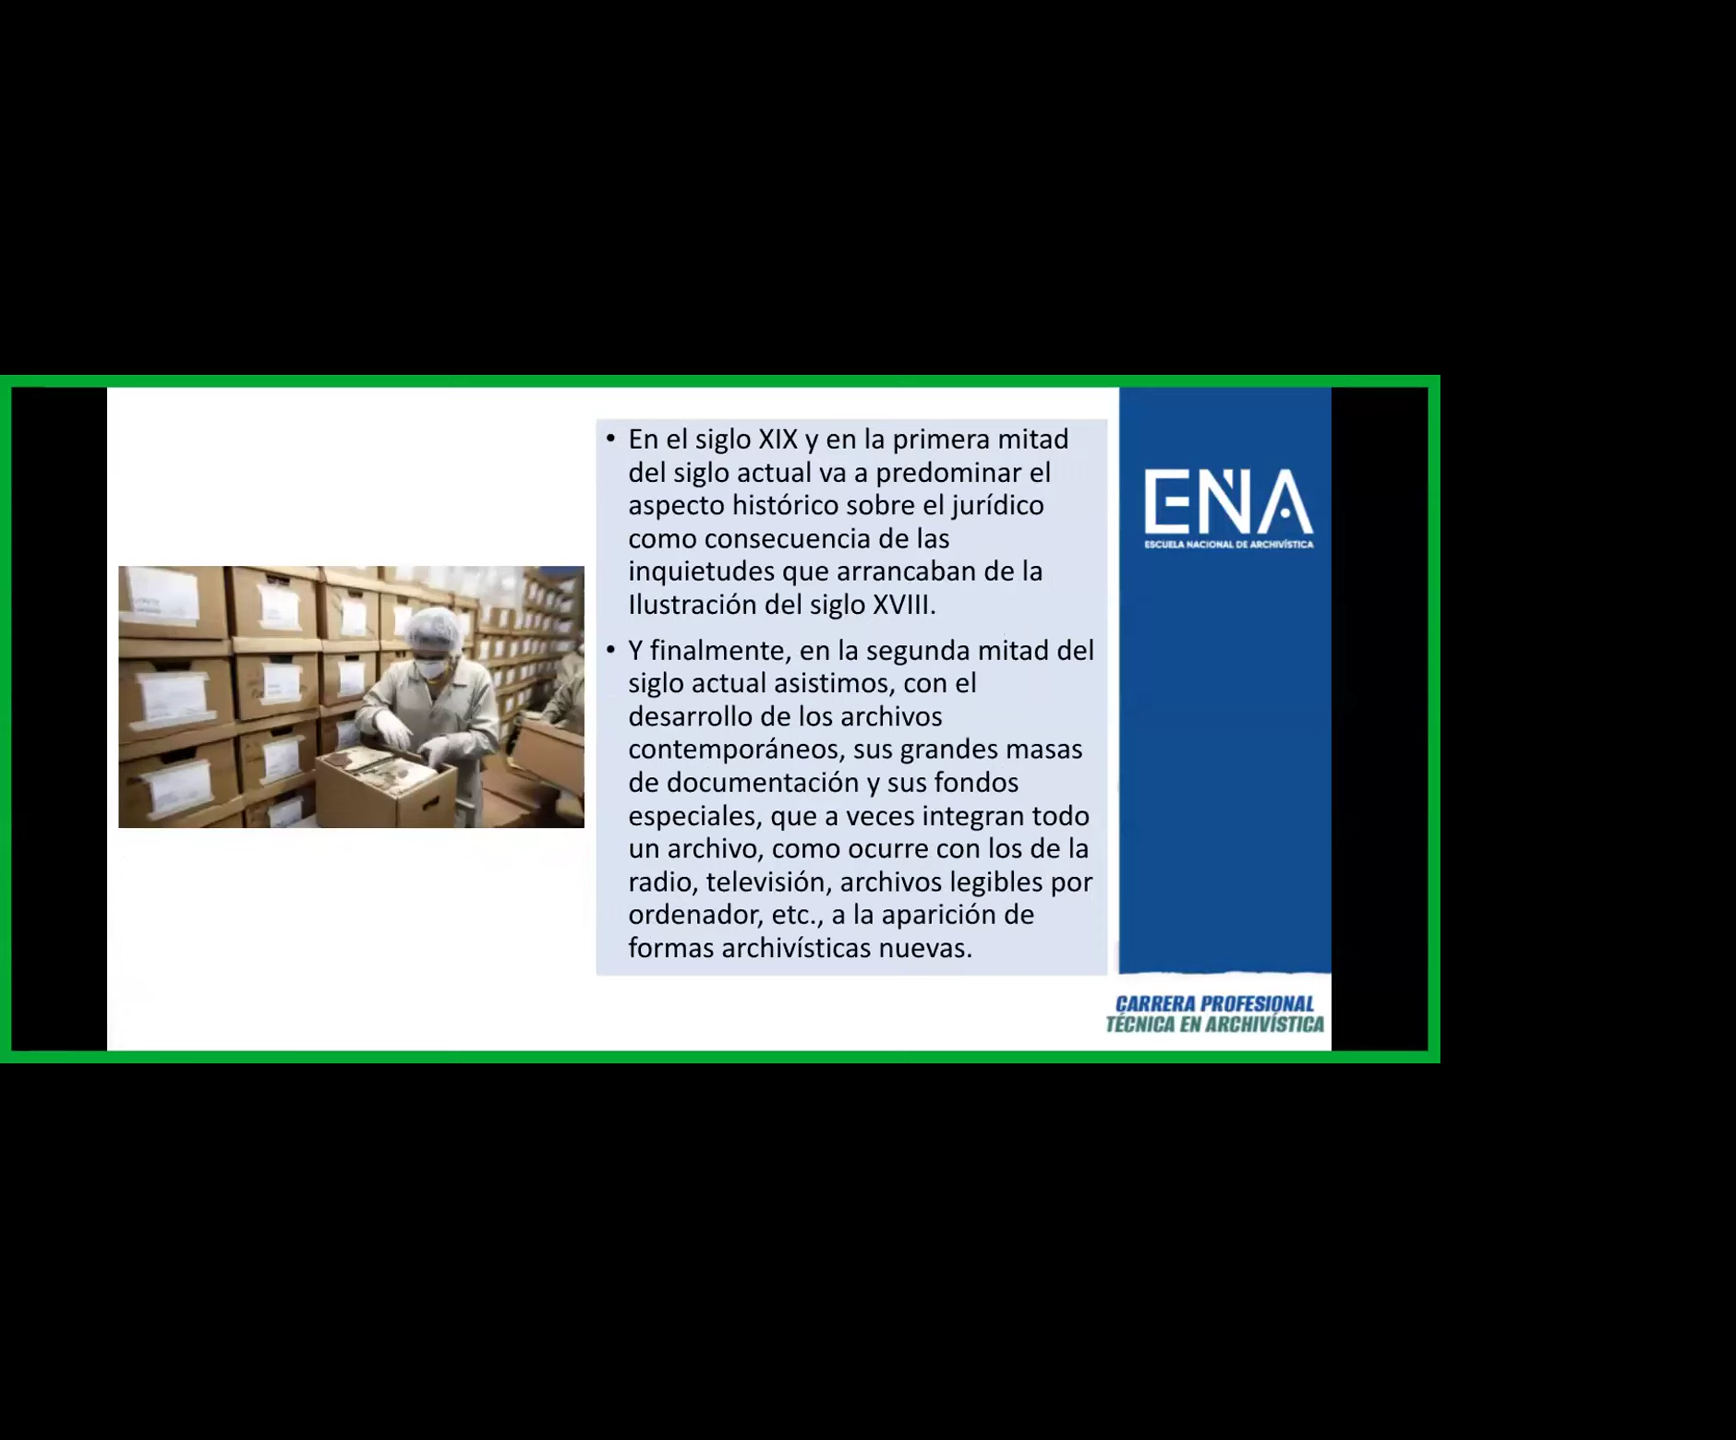 • En el siglo XIX y en la primera mitad
del siglo actual va a predominar el
aspecto histórico sobre el jurídico
como consecuencia de las
inquietudes que arrancaban de la
Ilustración del siglo XVIII.
• Y finalmente, en la segunda mitad del
siglo actual asistimos, con el
desarrollo de los archivos
contemporáneos, sus grandes masas
de documentación y sus fondos
especiales, que a veces integran todo
un archivo, como ocurre con los de la
radio, televisión, archivos legibles por
ordenador, etc., a la aparición de
formas archivísticas nuevas.
ENA
ESCUELA NACIONAL DE ARCHIVÍSTICA
CARRERA PROFESIONAL
TÉCNICA EN ARCHIVÍSTICA